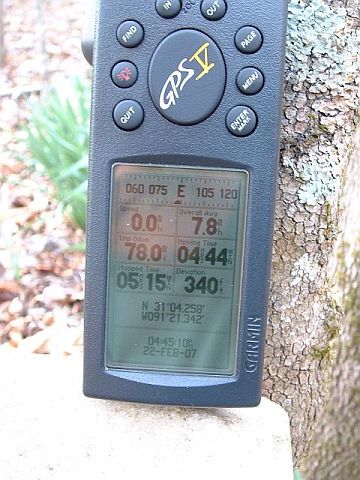 IN OUT
FIND PAGE
GPS V
MENU
QUIT ENTER
MARK
060 075 E 105 120
Speed Overall Avg
-0.0 7.8
Trip Odom Moving Time
78.0 04:44
Stopped Time Elevation
05:15 340
N 31°04.258'
W091°21.342'
04:45:10
22-FEB-07
GARMIN